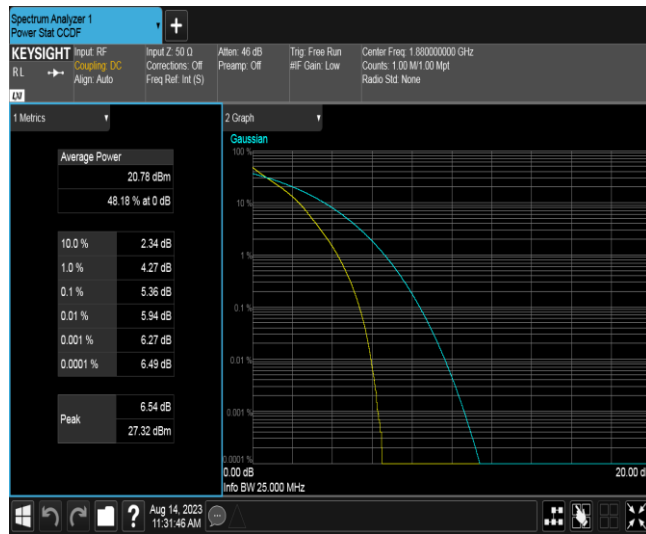 Spectrum Analyzer 1
Power Stat CCDF
+
KEYSIGHT
RL
LXI
Input: RF
Coupling: DC
Align: Auto
Input Z: 50 Ω
Corrections: Off
Freq Ref: Int (S)
Atten: 46 dB
Preamp: Off
Trig: Free Run
#IF Gain: Low
Center Freq: 1.880000000 GHz
Counts: 1.00 M/1.00 Mpt
Radio Std: None
1 Metrics
Average Power
20.78 dBm
48.18 % at 0 dB
10.0 % 2.34 dB
1.0 % 4.27 dB
0.1 % 5.36 dB
0.01 % 5.94 dB
0.001 % 6.27 dB
0.0001 % 6.49 dB
Peak
6.54 dB
27.32 dBm
2 Graph
Gaussian
100 %
10 %
1 %
0.1 %
0.01 %
0.001 %
0.0001 %
0.00 dB 20.00 d
Info BW 25.000 MHz
?
Aug 14, 2023
11:31:46 AM